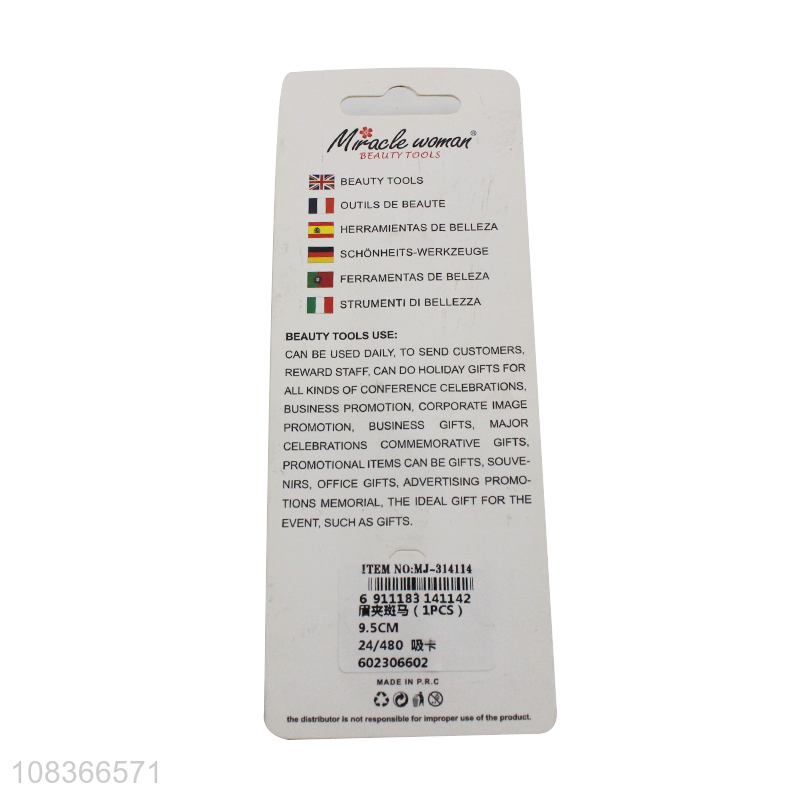 Miracle woman®
BEAUTY TOOLS
BEAUTY TOOLS
OUTILS DE BEAUTE
HERRAMIENTAS DE BELLEZA
SCHÖNHEITS-WERKZEUGE
FERRAMENTAS DE BELEZA
STRUMENTI DI BELLEZZA
BEAUTY TOOLS USE:
CAN BE USED DAILY, TO SEND CUSTOMERS,
REWARD STAFF, CAN DO HOLIDAY GIFTS FOR
ALL KINDS OF CONFERENCE CELEBRATIONS,
BUSINESS PROMOTION, CORPORATE IMAGE
PROMOTION, BUSINESS GIFTS, MAJOR
CELEBRATIONS COMMEMORATIVE GIFTS,
PROMOTIONAL ITEMS CAN BE GIFTS, SOUVE-
NIRS, OFFICE GIFTS, ADVERTISING PROMO-
TIONS MEMORIAL, THE IDEAL GIFT FOR THE
EVENT, SUCH AS GIFTS.
ITEM NO:MJ-314114
6 911183 141142
眉夹斑马(1PCS)
9.5CM
24/480 吸卡
602306602
MADE IN P.R.C
the distributor is not responsible for improper use of the product.
108366571